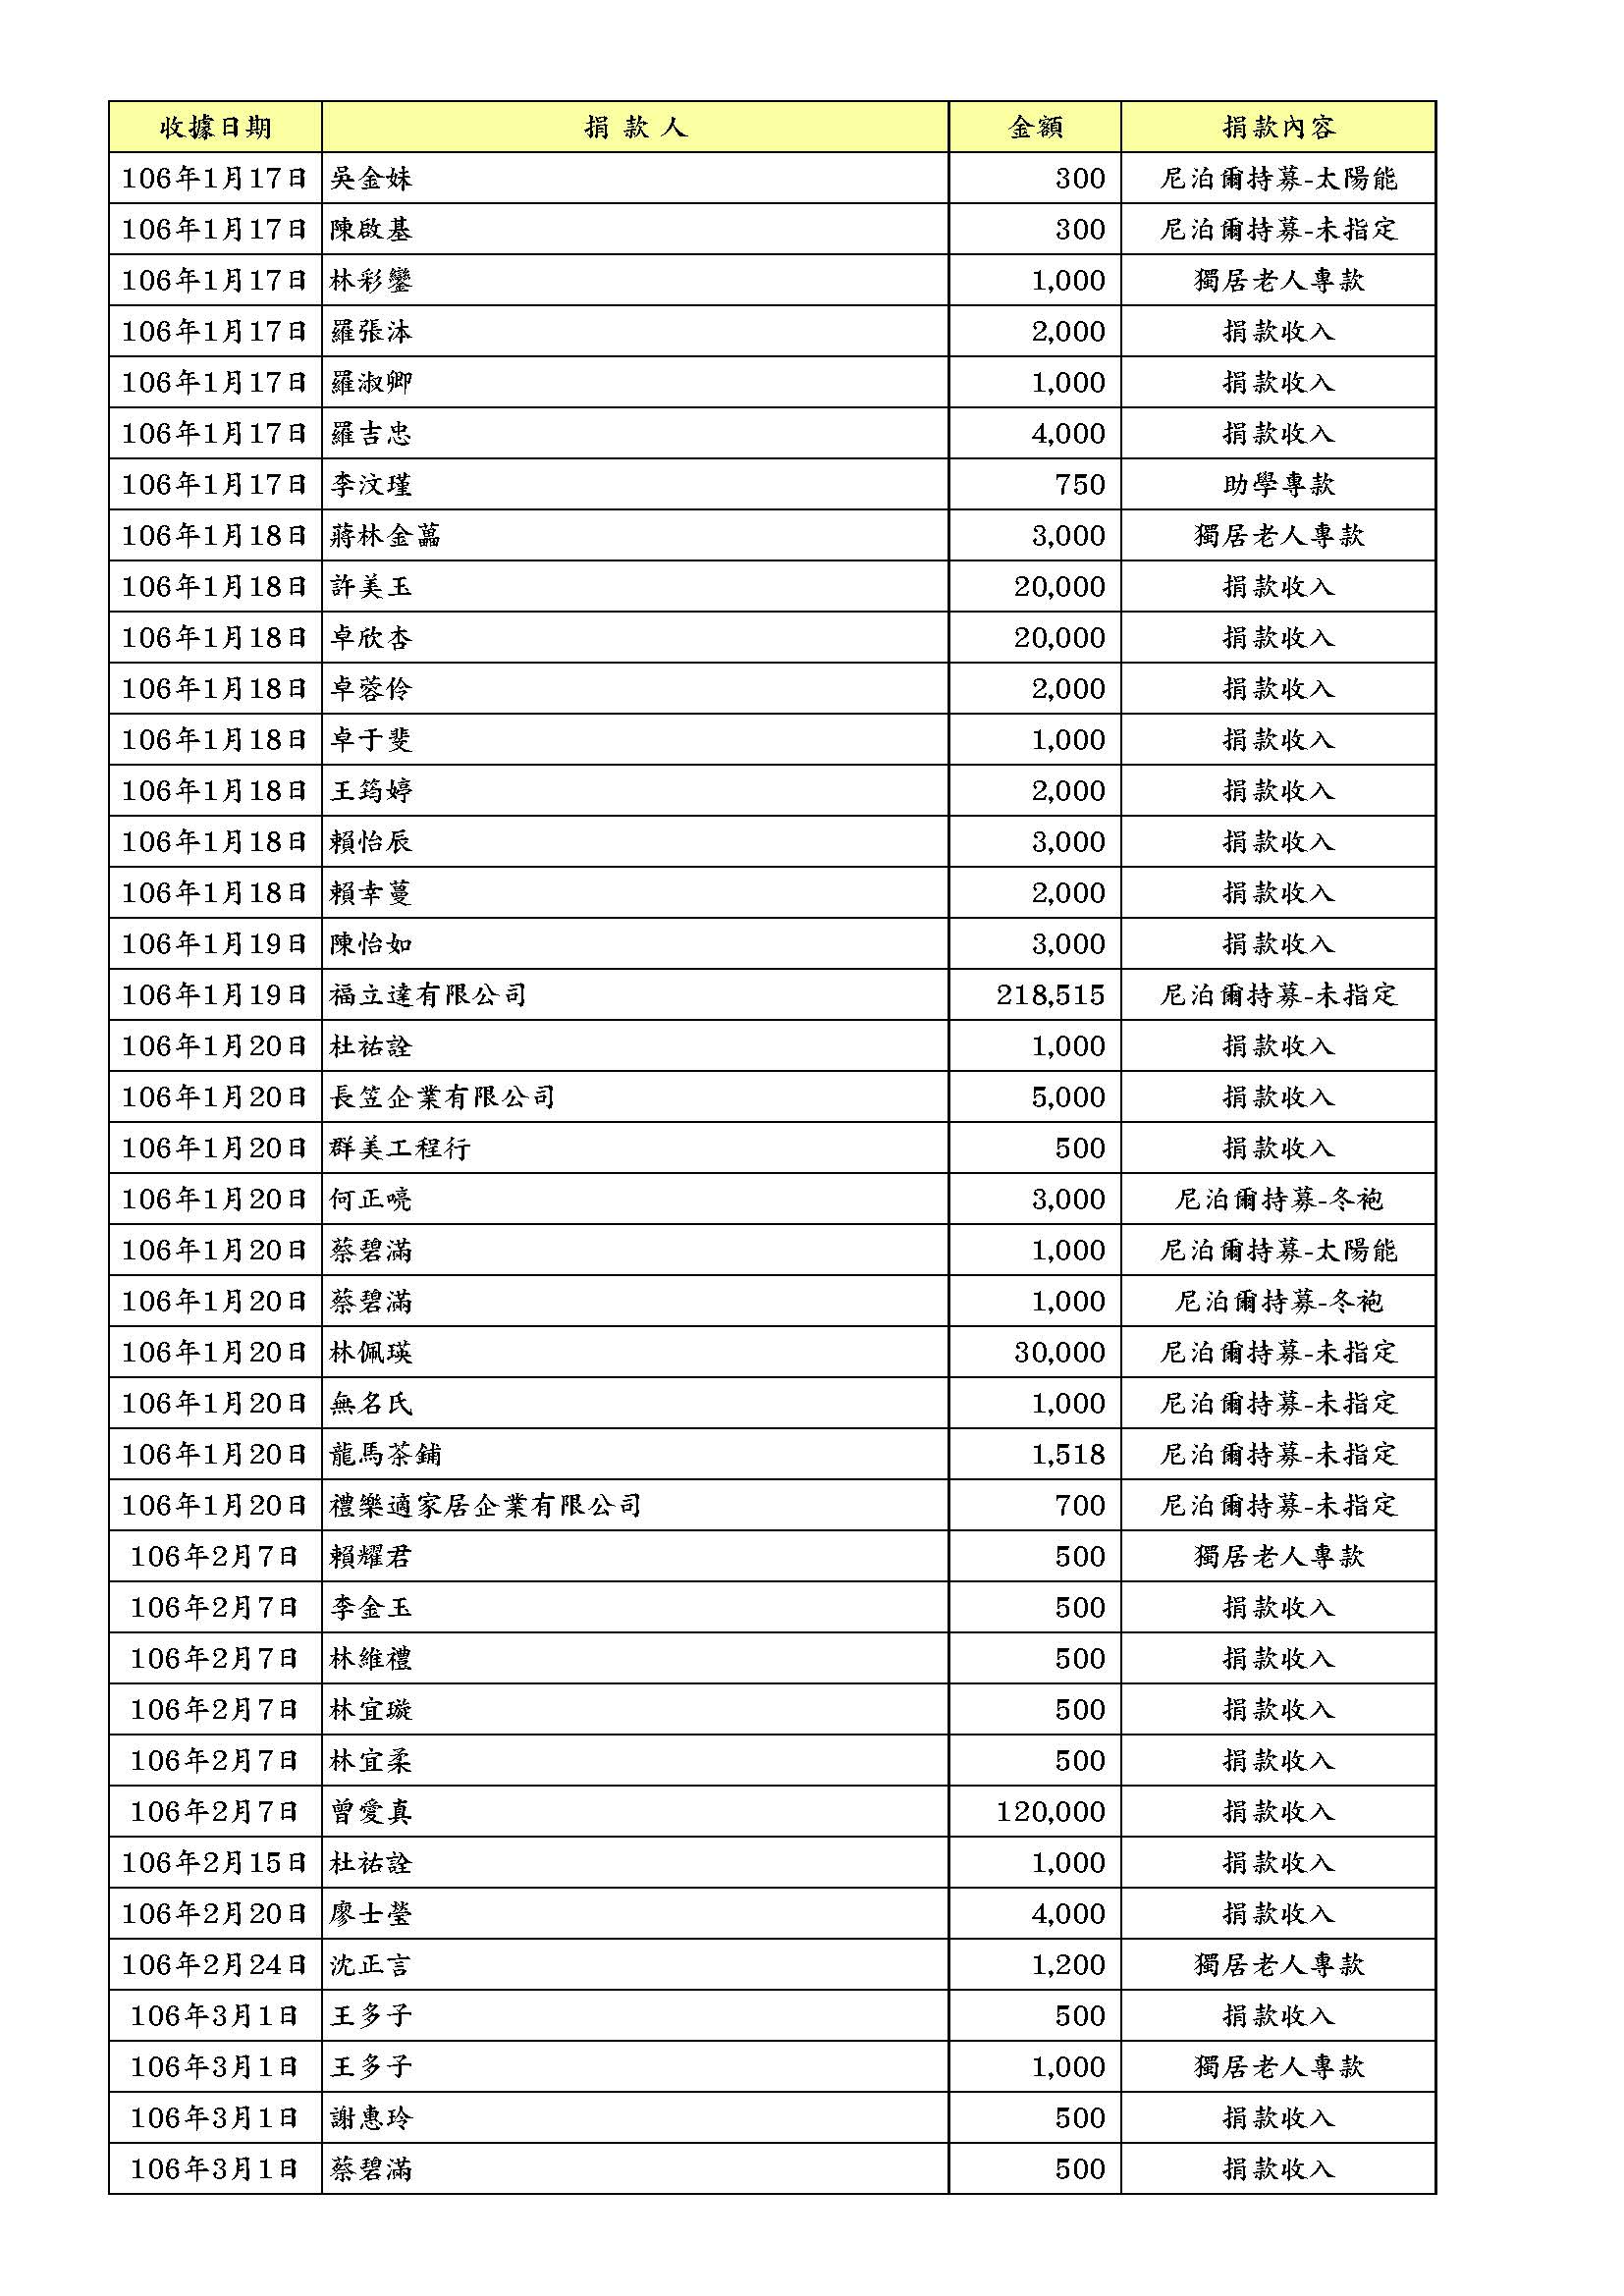 收據日期 捐 款 人 金額 捐款內容
106年1月17日 吳金妹 300 尼泊爾持募-太陽能
106年1月17日 陳啟基 300 尼泊爾持募-未指定
106年1月17日 林彩鑾 1,000 獨居老人專款
106年1月17日 羅張沐 2,000 捐款收入
106年1月17日 羅淑卿 1,000 捐款收入
106年1月17日 羅吉忠 4,000 捐款收入
106年1月17日 李汶瑾 750 助學專款
106年1月18日 蔣林金藟 3,000 獨居老人專款
106年1月18日 許美玉 20,000 捐款收入
106年1月18日 卓欣杏 20,000 捐款收入
106年1月18日 卓蓉伶 2,000 捐款收入
106年1月18日 卓于斐 1,000 捐款收入
106年1月18日 王筠婷 2,000 捐款收入
106年1月18日 賴怡辰 3,000 捐款收入
106年1月18日 賴幸蔓 2,000 捐款收入
106年1月19日 陳怡如 3,000 捐款收入
106年1月19日 福立達有限公司 218,515 尼泊爾持募-未指定
106年1月20日 杜祐詮 1,000 捐款收入
106年1月20日 長笠企業有限公司 5,000 捐款收入
106年1月20日 群美工程行 500 捐款收入
106年1月20日 何正喨 3,000 尼泊爾持募-冬袍
106年1月20日 蔡碧滿 1,000 尼泊爾持募-太陽能
106年1月20日 蔡碧滿 1,000 尼泊爾持募-冬袍
106年1月20日 林佩瑛 30,000 尼泊爾持募-未指定
106年1月20日 無名氏 1,000 尼泊爾持募-未指定
106年1月20日 龍馬茶鋪 1,518 尼泊爾持募-未指定
106年1月20日 禮樂適家居企業有限公司 700 尼泊爾持募-未指定
106年2月7日 賴耀君 500 獨居老人專款
106年2月7日 李金玉 500 捐款收入
106年2月7日 林維禮 500 捐款收入
106年2月7日 林宜璇 500 捐款收入
106年2月7日 林宜柔 500 捐款收入
106年2月7日 曾愛真 120,000 捐款收入
106年2月15日 杜祐詮 1,000 捐款收入
106年2月20日 廖士瑩 4,000 捐款收入
106年2月24日 沈正言 1,200 獨居老人專款
106年3月1日 王多子 500 捐款收入
106年3月1日 王多子 1,000 獨居老人專款
106年3月1日 謝惠玲 500 捐款收入
106年3月1日 蔡碧滿 500 捐款收入